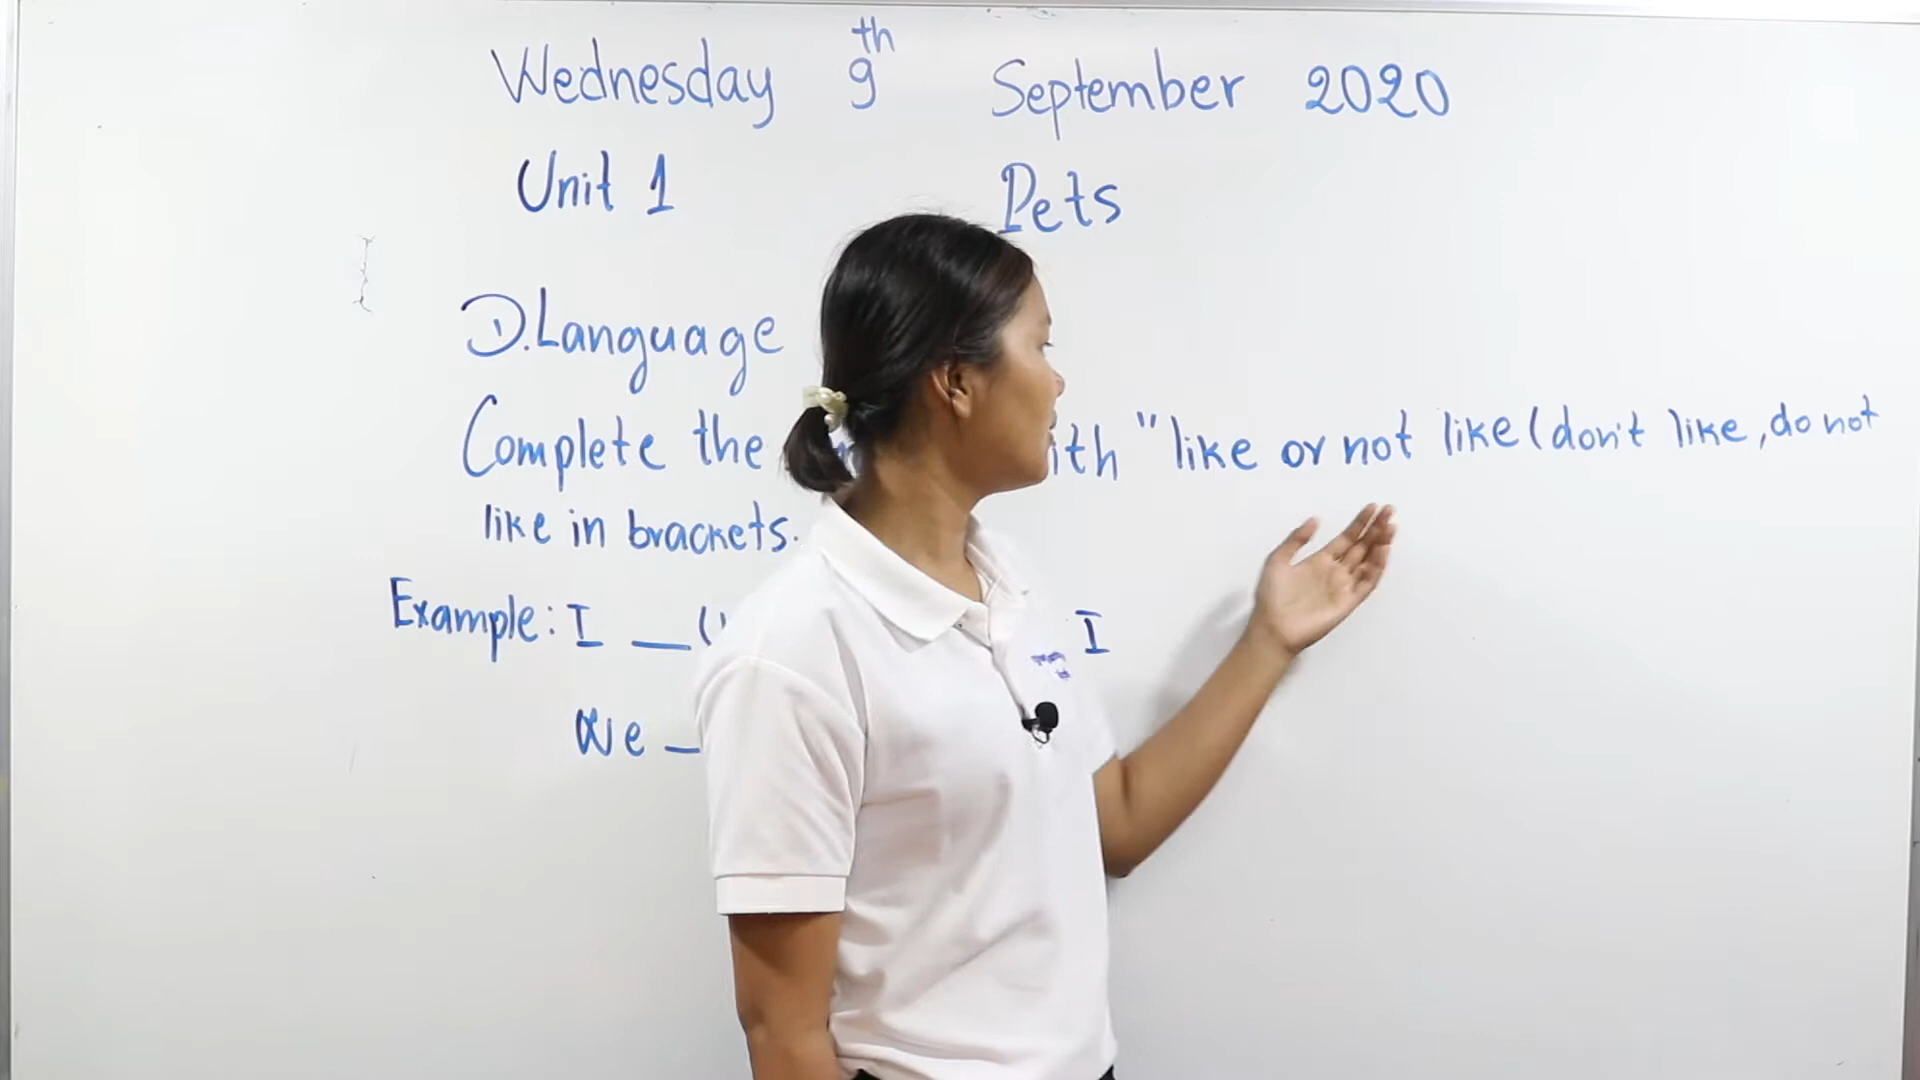 Wednesday 9th September 2020
Unit 1 Pets
D.Language
Complete the with "like or not like (don't like, do not
like in brackets.
Example: I __ ( I
We _